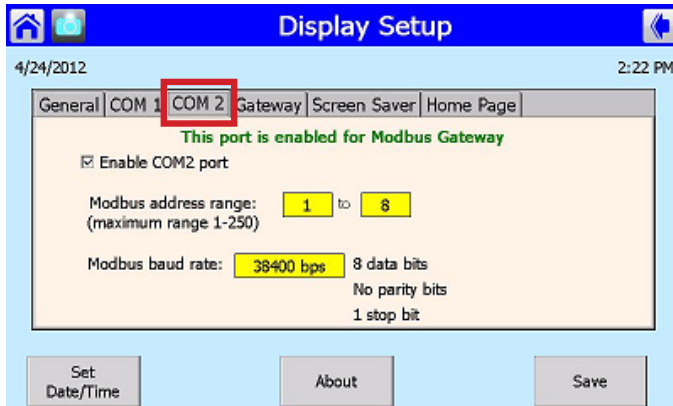 Display Setup
4/24/2012 2:22 PM
General COM 1 COM 2 Gateway Screen Saver Home Page
This port is enabled for Modbus Gateway
Enable COM2 port
Modbus address range: 1 to 8
(maximum range 1-250)
Modbus baud rate: 38400 bps 8 data bits
No parity bits
1 stop bit
Set
Date/Time
About
Save